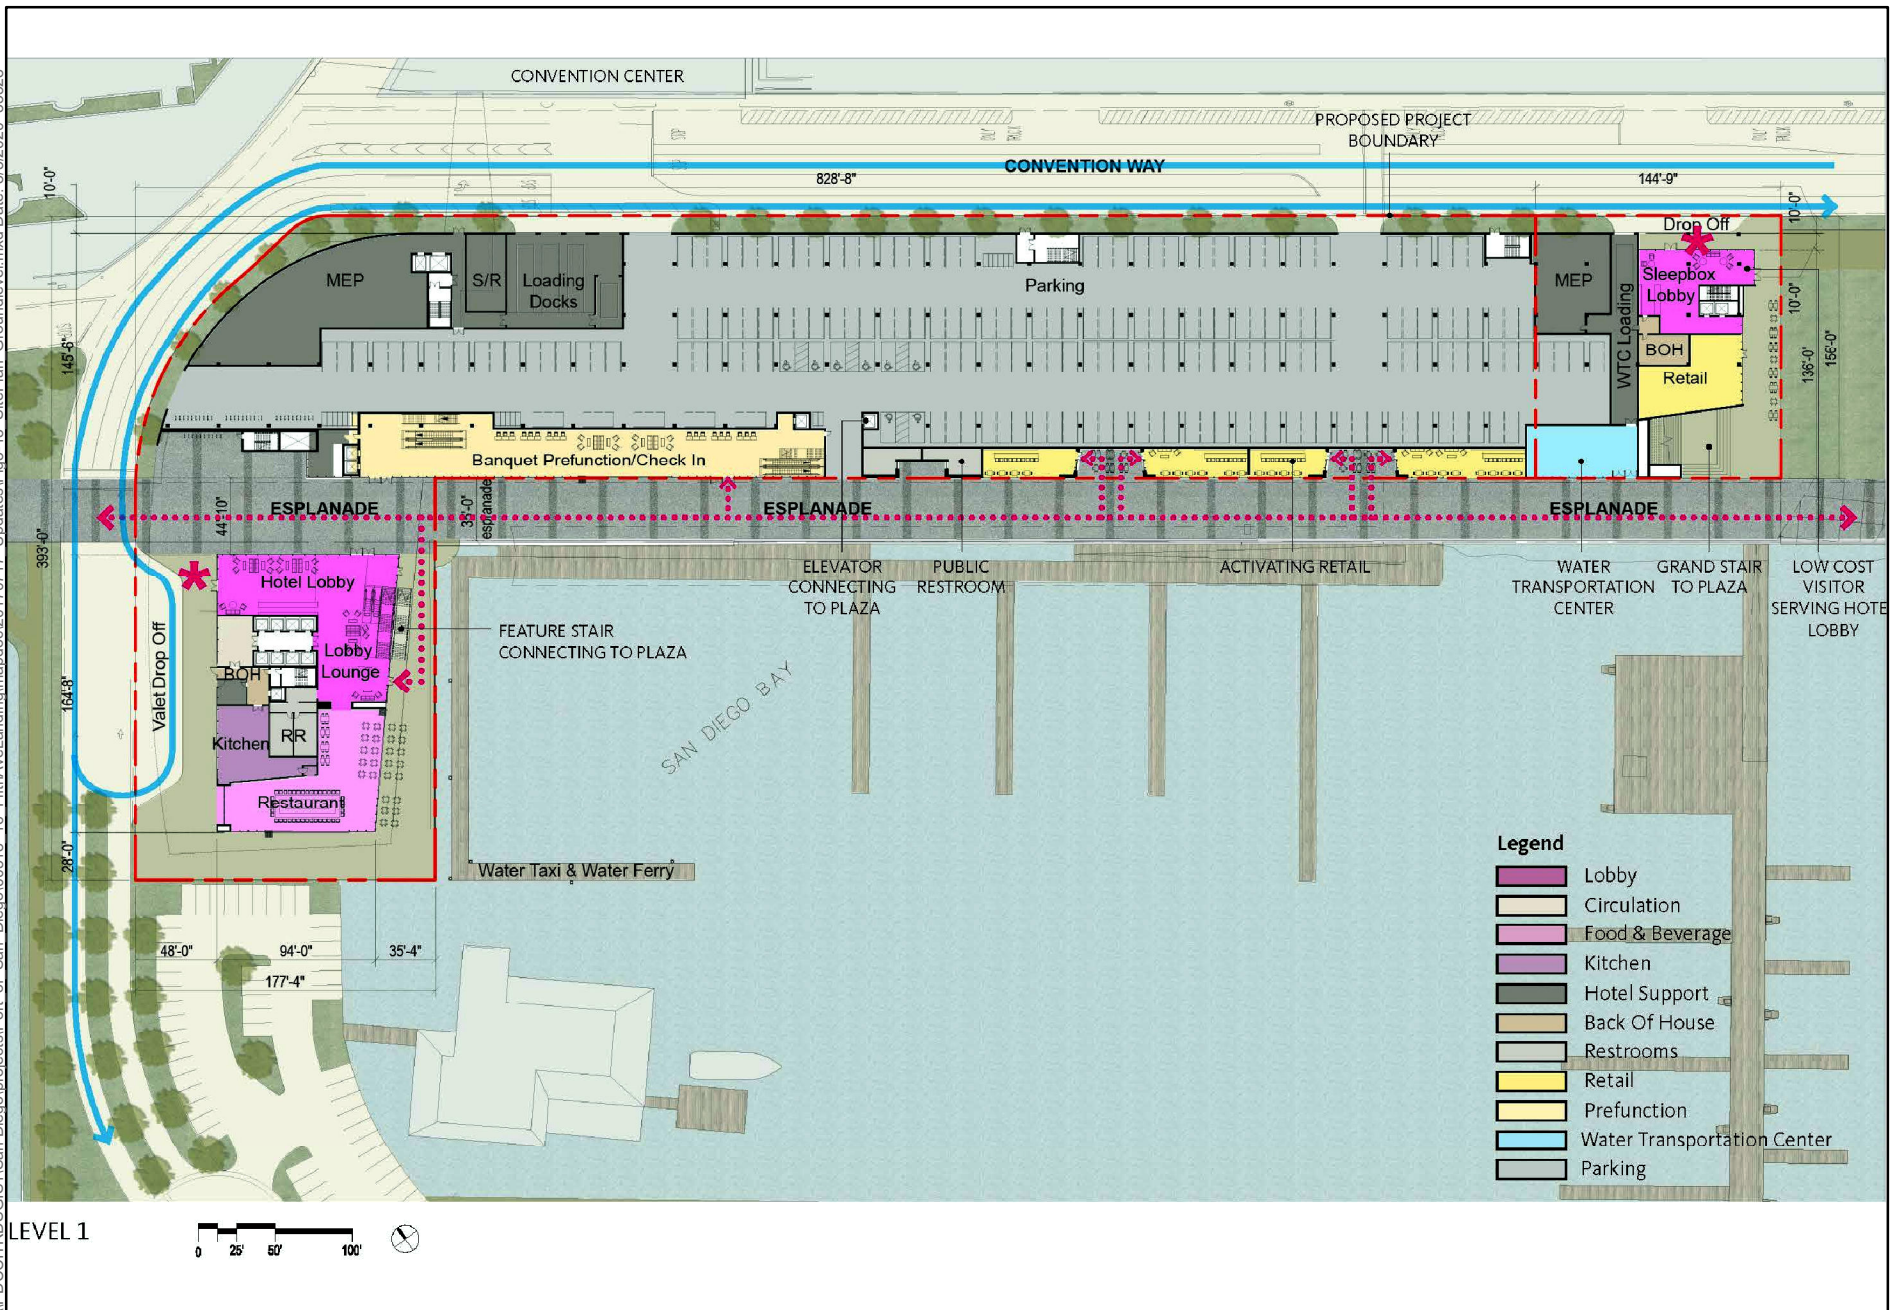 CONVENTION CENTER
PROPOSED PROJECT
BOUNDARY
CONVENTION WAY
828'-8"
144'-9"
10'-0"
10'-0"
Drop Off
MEP
S/R
Loading
Docks
Parking
MEP
WTC Loading
Sleepbox
Lobby
10'-0"
BOH
Retail
136'-0"
156'-0"
145'-6"
Banquet Prefunction/Check In
ESPLANADE
44'-10"
esplanade
ESPLANADE
ESPLANADE
393'-0"
Hotel Lobby
ELEVATOR
CONNECTING
TO PLAZA
PUBLIC
RESTROOM
ACTIVATING RETAIL
WATER
TRANSPORTATION
CENTER
GRAND STAIR
TO PLAZA
LOW COST
VISITOR
SERVING HOTE
LOBBY
FEATURE STAIR
CONNECTING TO PLAZA
Lobby
Lounge
BOH
Valet Drop Off
164'-8"
Kitchen
RR
Restaurant
SAN DIEGO BAY
28'-0"
Water Taxi & Water Ferry
48'-0"
94'-0"
35'-4"
177'-4"
Legend
Lobby
Circulation
Food & Beverage
Kitchen
Hotel Support
Back Of House
Restrooms
Retail
Prefunction
Water Transportation Center
Parking
LEVEL 1
0 25' 50' 100'